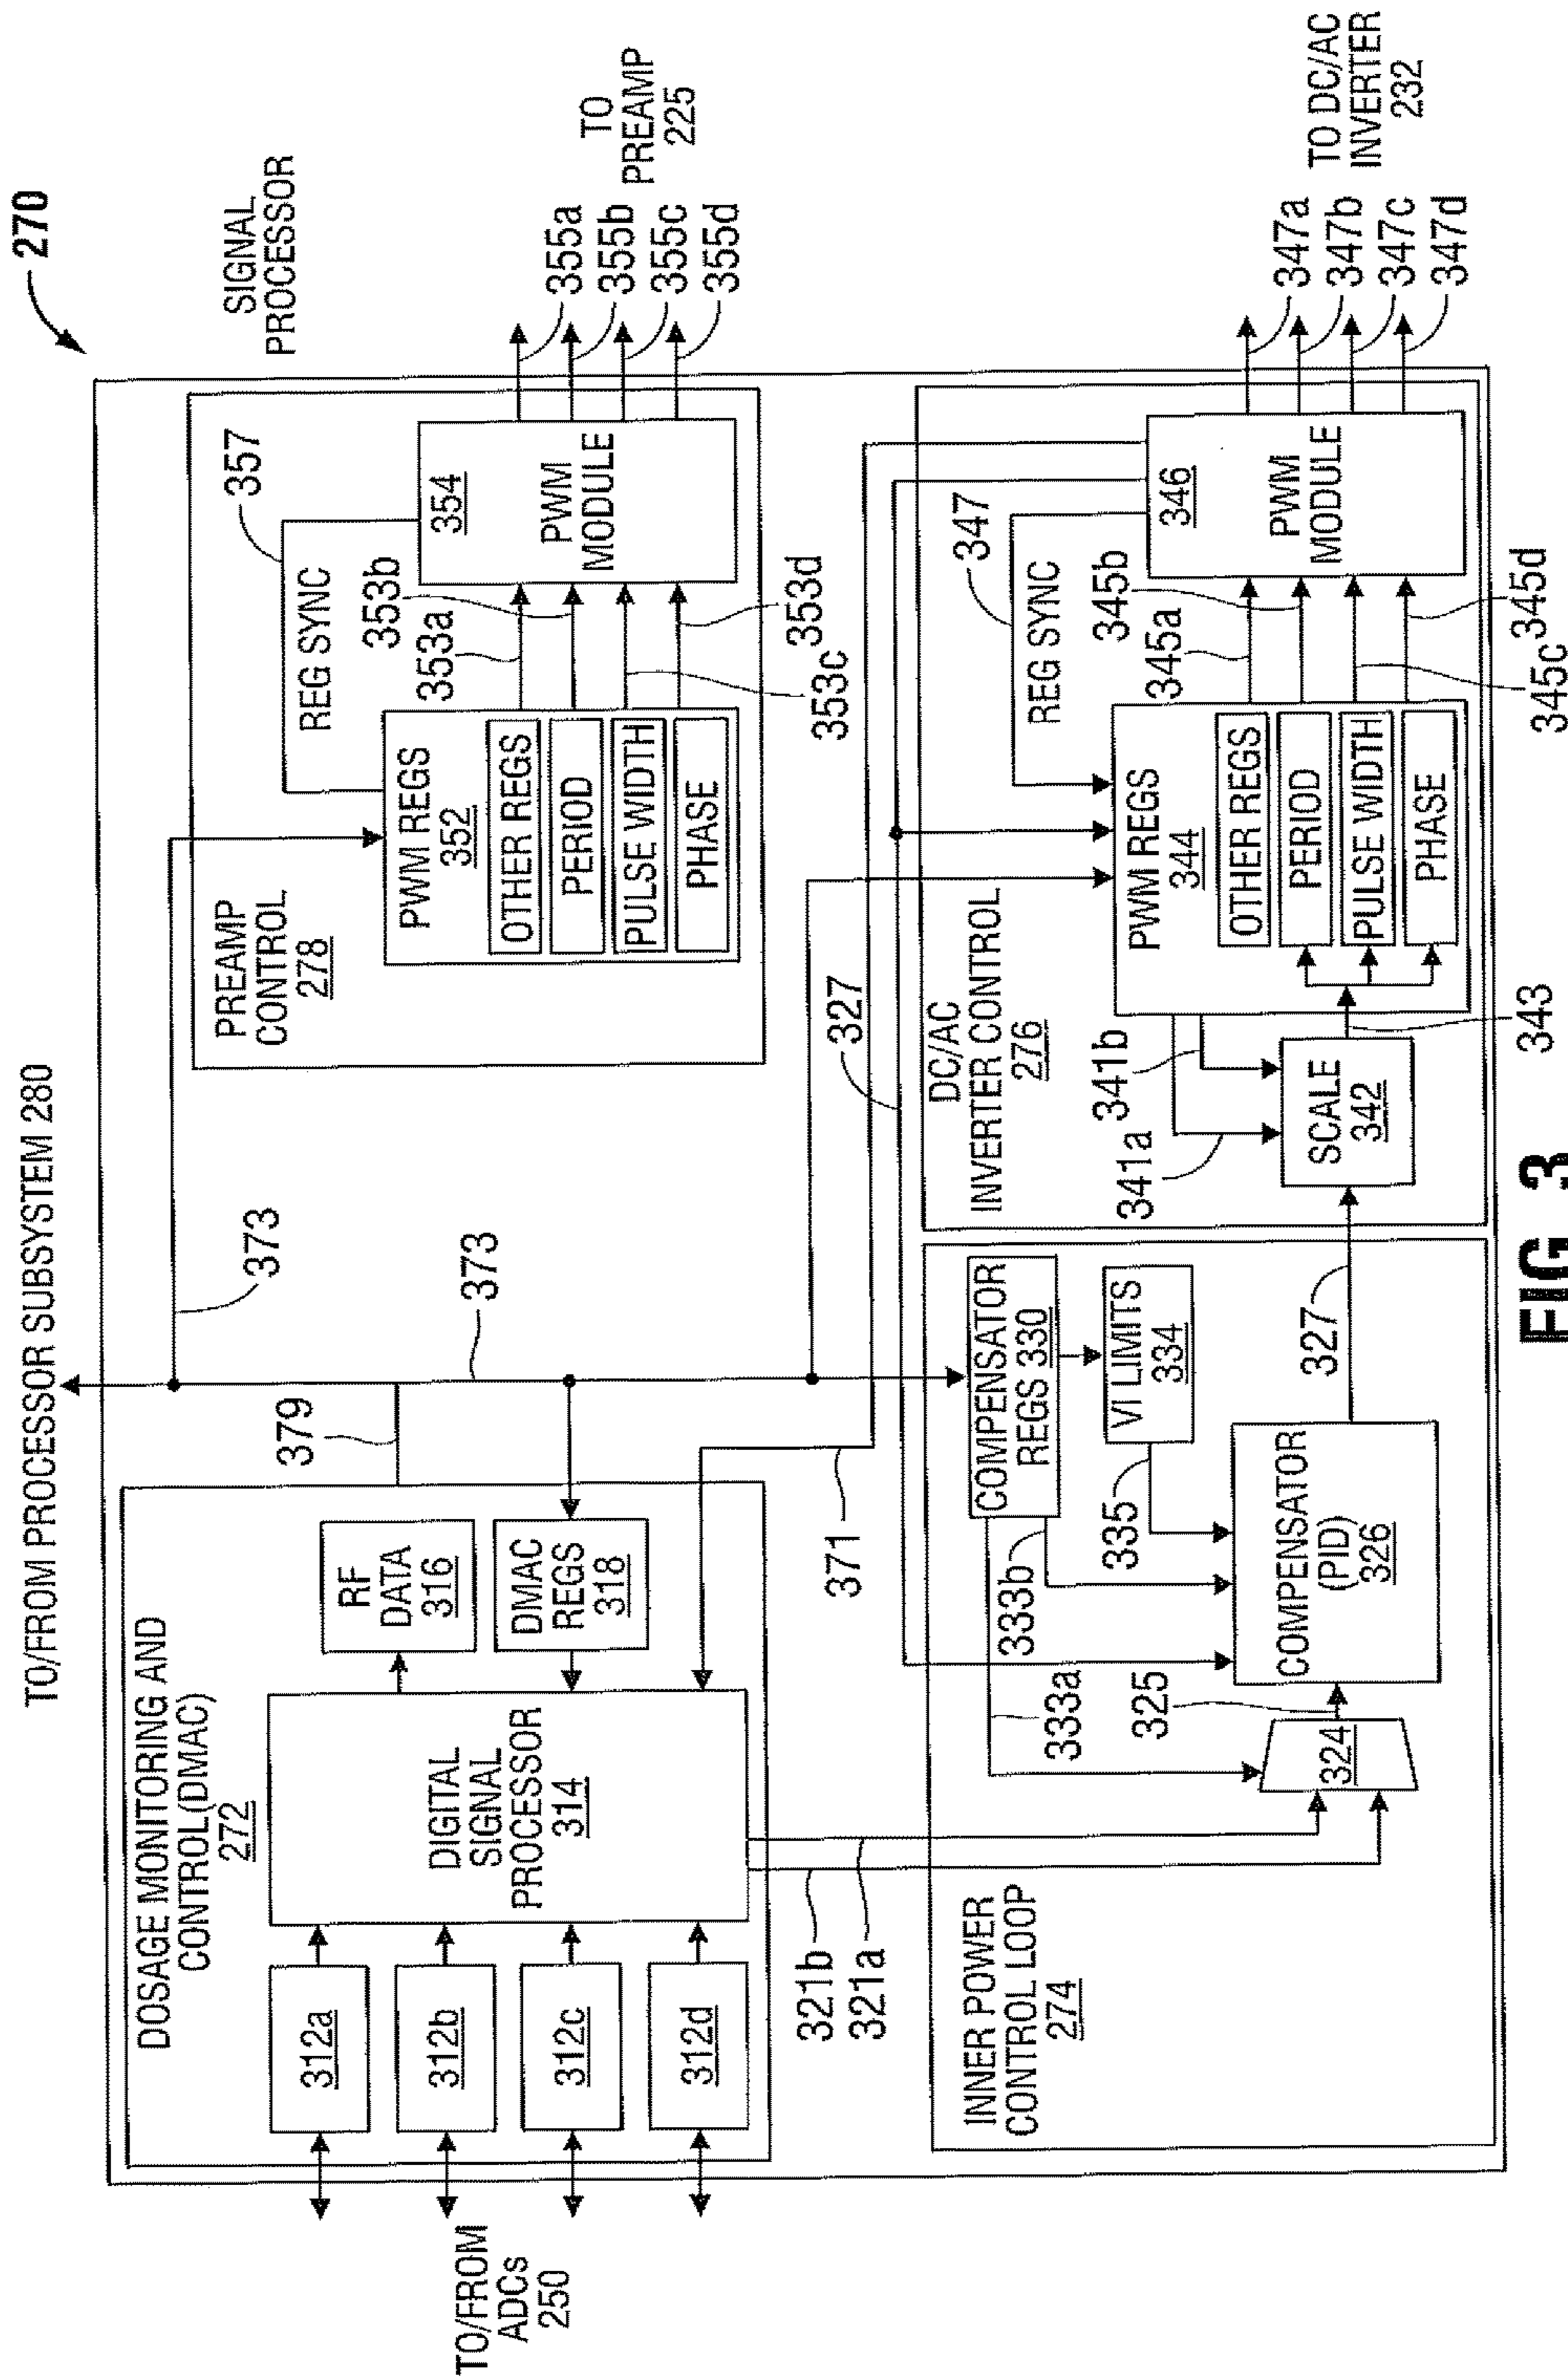 270
SIGNAL
PROCESSOR
TO/FROM PROCESSOR SUBSYSTEM 280
373
379
373
DOSAGE MONITORING AND
CONTROL(DMAC)
272
TO/FROM
ADCs
250
312a
312b
312c
312d
DIGITAL
SIGNAL
PROCESSOR
314
RF
DATA
316
DMAC
REGS
318
371
321b
321a
PREAMP
CONTROL
278
PWM REGS
352
OTHER REGS
PERIOD
PULSE WIDTH
PHASE
REG SYNC
357
353a
353b
353c
353d
354
PWM
MODULE
355a
355b
355c
355d
TO
PREAMP
225
INNER POWER
CONTROL LOOP
274
COMPENSATOR
REGS 330
VI LIMITS
334
333a
333b
335
324
325
COMPENSATOR
(PID)
326
327
327
DC/AC
INVERTER CONTROL
276
341a
341b
SCALE
342
343
PWM REGS
344
OTHER REGS
PERIOD
PULSE WIDTH
PHASE
REG SYNC
347
345a
345b
345c
345d
346
PWM
MODULE
347a
347b
347c
347d
TO DC/AC
INVERTER
232
FIG. 3